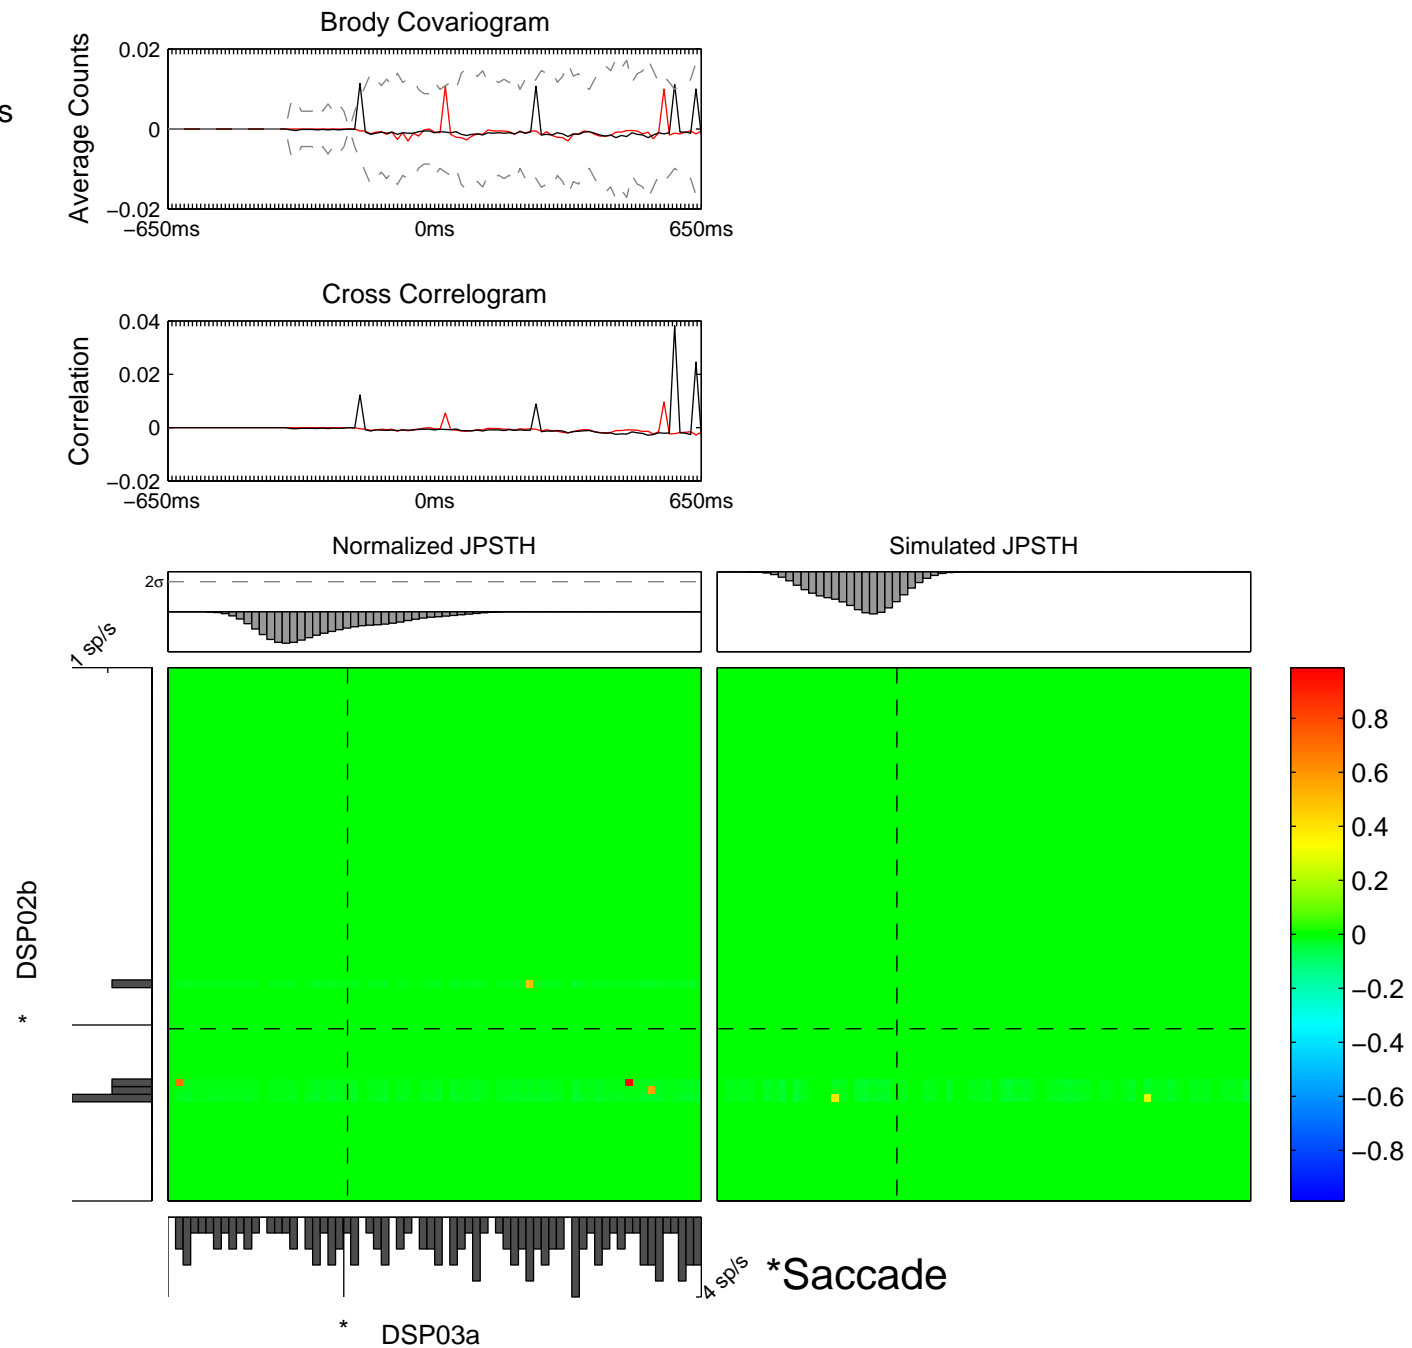 Brody Covariogram
s
Average Counts
0.02
0
−0.02
−650ms
0ms
650ms
Cross Correlogram
Correlation
0.04
0.02
0
−0.02
−650ms
0ms
650ms
Normalized JPSTH
Simulated JPSTH
2σ
1 sp/s
DSP02b
*
0.8
0.6
0.4
0.2
0
−0.2
−0.4
−0.6
−0.8
4 sp/s
*Saccade
*
DSP03a